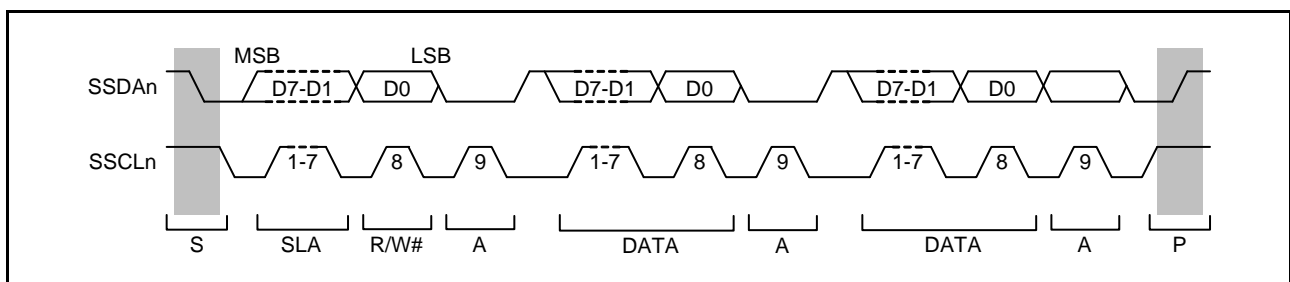 MSB LSB
SSDAn D7-D1 D0 D7-D1 D0 D7-D1 D0
SSCLn 1-7 8 9 1-7 8 9 1-7 8 9
S SLA R/W# A DATA A DATA A P